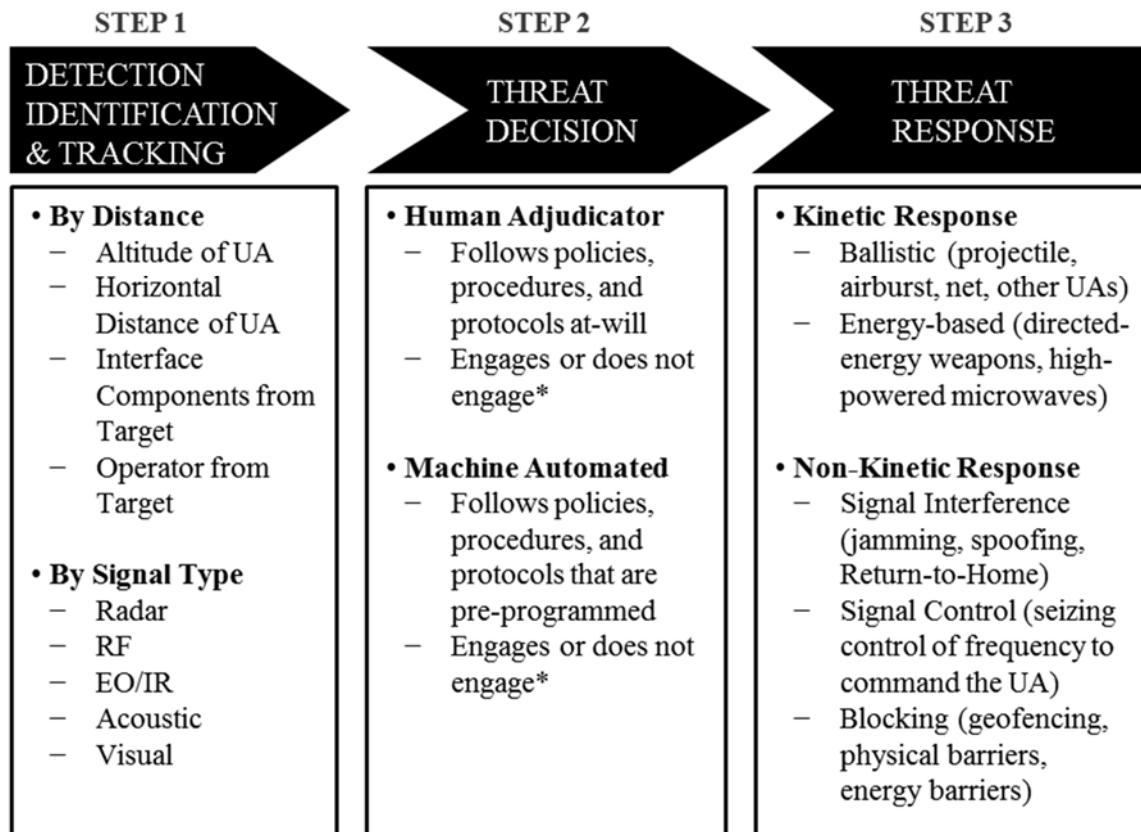 STEP 1
DETECTION
IDENTIFICATION
& TRACKING
• By Distance
– Altitude of UA
– Horizontal
Distance of UA
– Interface
Components from
Target
– Operator from
Target
• By Signal Type
– Radar
– RF
– EO/IR
– Acoustic
– Visual
STEP 2
THREAT
DECISION
• Human Adjudicator
– Follows policies,
procedures, and
protocols at-will
– Engages or does not
engage*
• Machine Automated
– Follows policies,
procedures, and
protocols that are
pre-programmed
– Engages or does not
engage*
STEP 3
THREAT
RESPONSE
• Kinetic Response
– Ballistic (projectile,
airburst, net, other UAs)
– Energy-based (directed-
energy weapons, high-
powered microwaves)
• Non-Kinetic Response
– Signal Interference
(jamming, spoofing,
Return-to-Home)
– Signal Control (seizing
control of frequency to
command the UA)
– Blocking (geofencing,
physical barriers,
energy barriers)